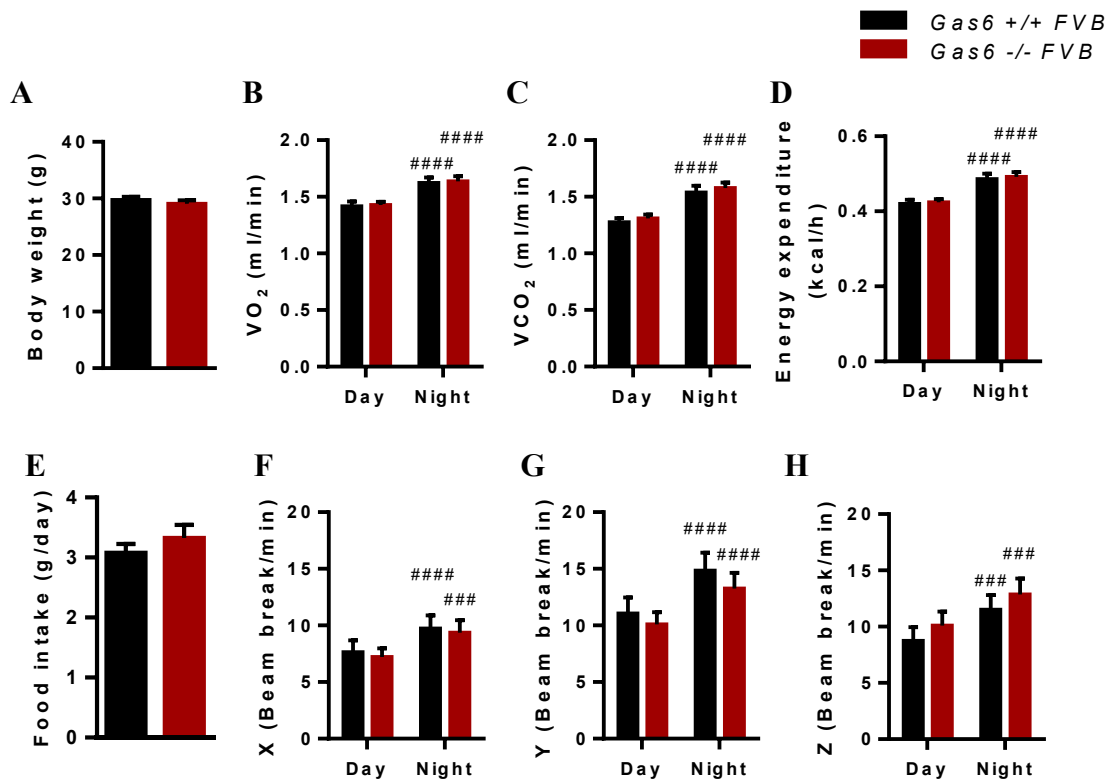 Gas6 +/+ FVB
Gas6 -/- FVB
A
Body weight (g)
40
30
20
10
0
B
VO2 (ml/min)
2.0
1.5
1.0
0.5
0.0
####
####
Day Night
C
VCO2 (ml/min)
2.0
1.5
1.0
0.5
0.0
####
####
Day Night
D
Energy expenditure
(kcal/h)
0.6
0.4
0.2
0.0
####
####
Day Night
E
Food intake (g/day)
4
3
2
1
0
F
X (Beam break/min)
20
15
10
5
0
####
###
Day Night
G
Y (Beam break/min)
20
15
10
5
0
####
####
Day Night
H
Z (Beam break/min)
20
15
10
5
0
###
###
Day Night